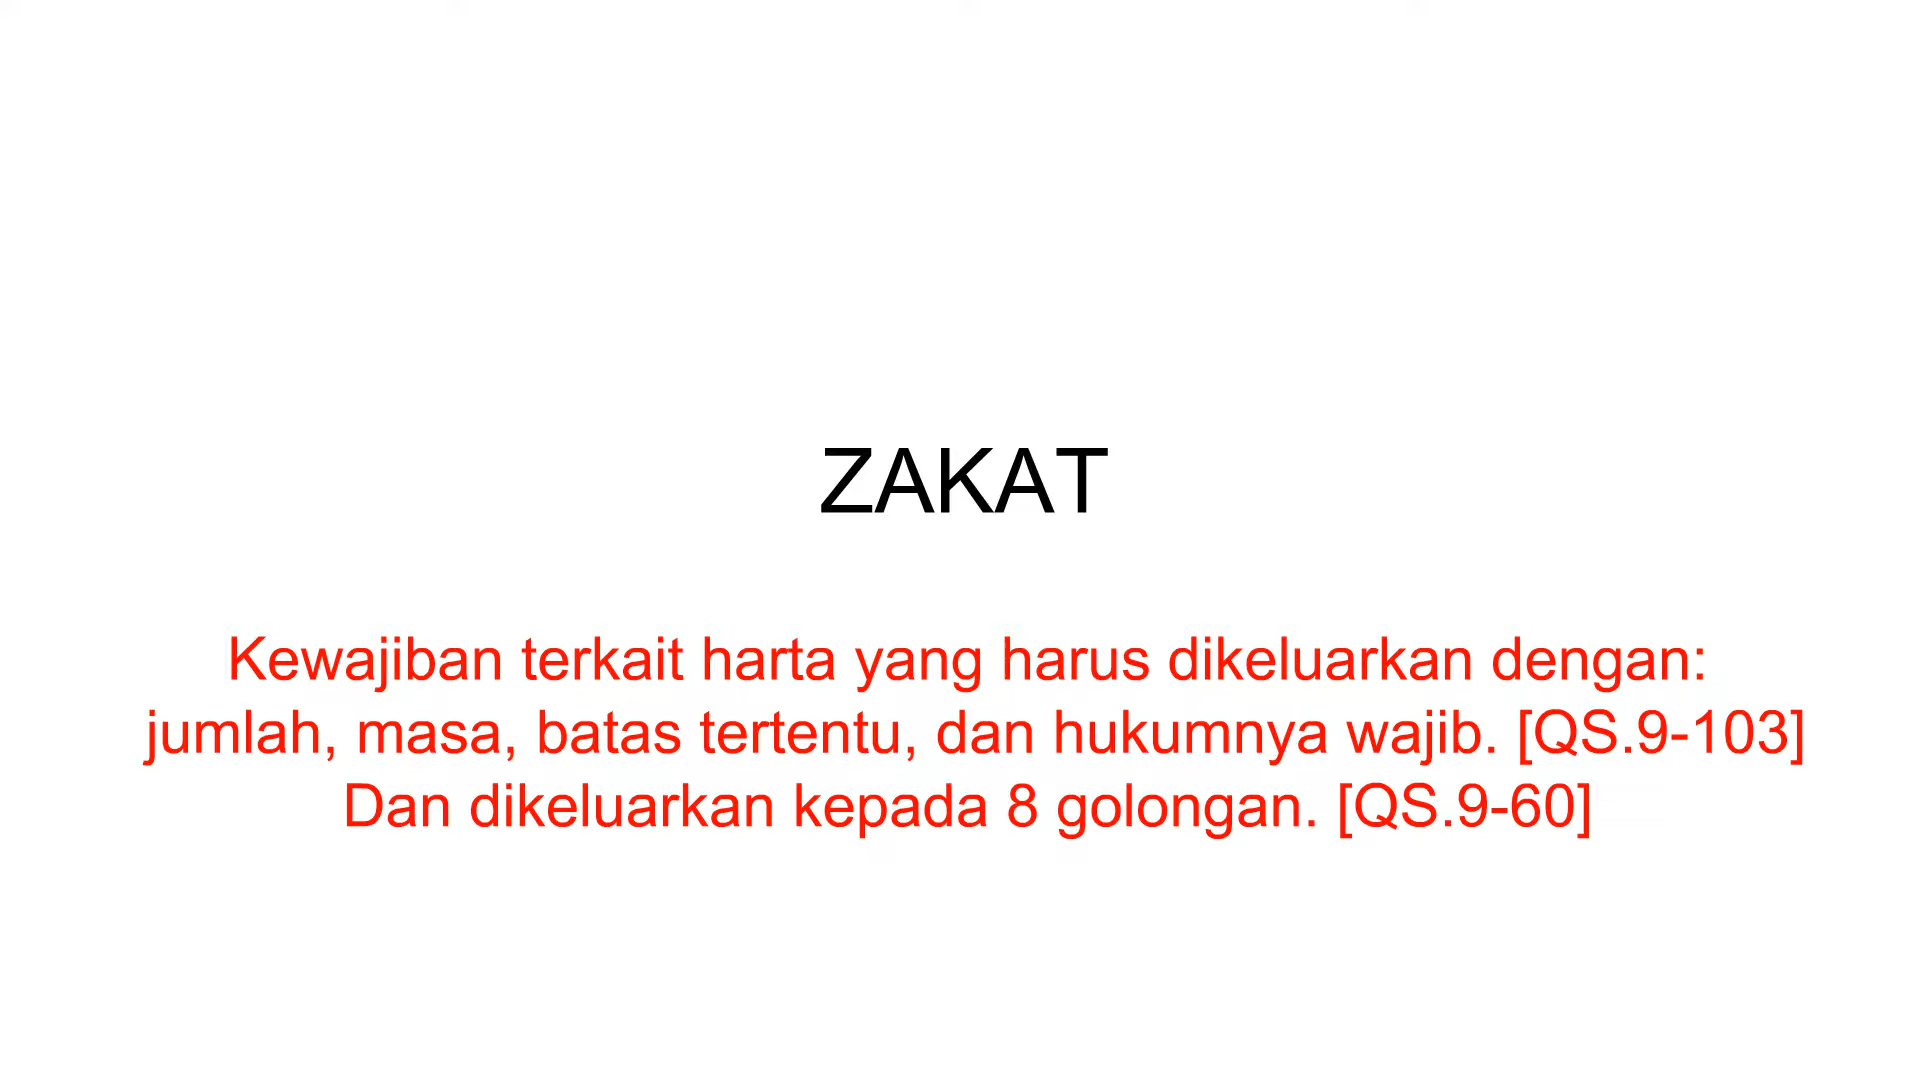 ZAKAT
Kewajiban terkait harta yang harus dikeluarkan dengan:
jumlah, masa, batas tertentu, dan hukumnya wajib. [QS.9-103]
Dan dikeluarkan kepada 8 golongan. [QS.9-60]